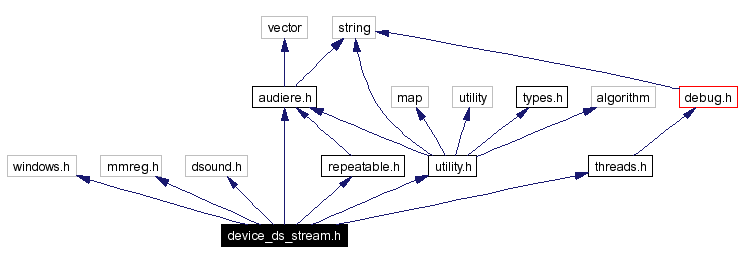 vector
string
audiere.h
map
utility
types.h
algorithm
debug.h
windows.h
mmreg.h
dsound.h
repeatable.h
utility.h
threads.h
device_ds_stream.h